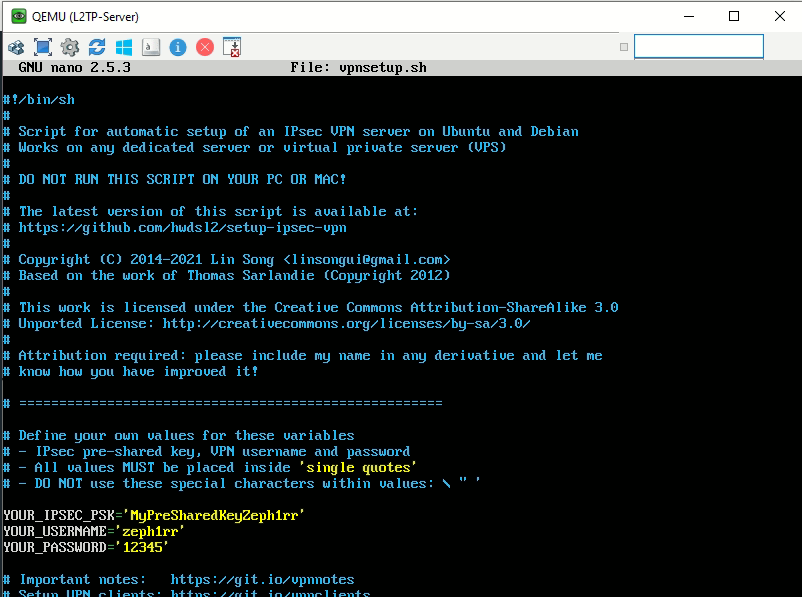 QEMU (L2TP-Server)
GNU nano 2.5.3 File: vpnsetup.sh
#!/bin/sh
#
# Script for automatic setup of an IPsec VPN server on Ubuntu and Debian
# Works on any dedicated server or virtual private server (VPS)
#
# DO NOT RUN THIS SCRIPT ON YOUR PC OR MAC!
#
# The latest version of this script is available at:
# https://github.com/hwdsl2/setup-ipsec-vpn
#
# Copyright (C) 2014-2021 Lin Song <linsongui@gmail.com>
# Based on the work of Thomas Sarlandie (Copyright 2012)
#
# This work is licensed under the Creative Commons Attribution-ShareAlike 3.0
# Unported License: http://creativecommons.org/licenses/by-sa/3.0/
#
# Attribution required: please include my name in any derivative and let me
# know how you have improved it!
# =====================================================
# Define your own values for these variables
# - IPsec pre-shared key, VPN username and password
# - All values MUST be placed inside 'single quotes'
# - DO NOT use these special characters within values: \ " '
YOUR_IPSEC_PSK='MyPreSharedKeyZeph1rr'
YOUR_USERNAME='zeph1rr'
YOUR_PASSWORD='12345'
# Important notes: https://git.io/vpnnotes
# Setup VPN clients: https://git.io/vpnclients